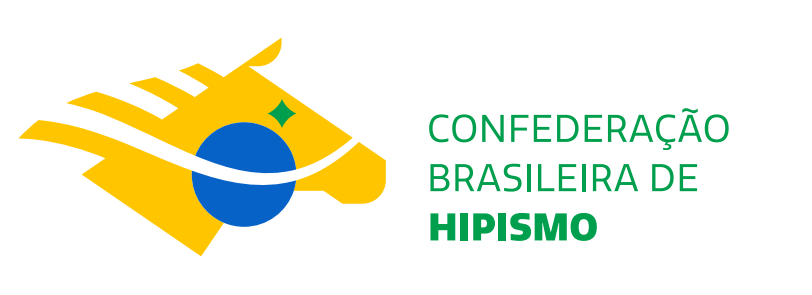 CONFEDERAÇÃO
BRASILEIRA DE
HIPISMO